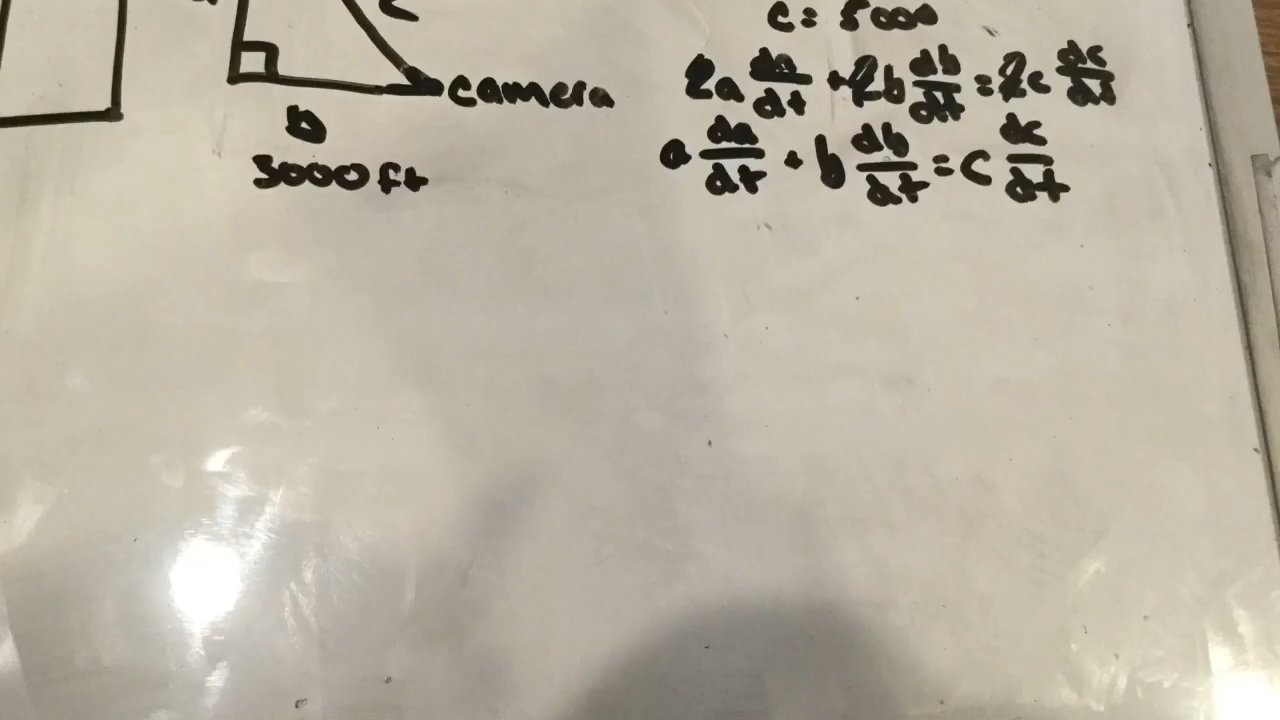 c
camera
b
3000 ft
c = 5000
2a da/dt + 2b db/dt = 2c dc/dt
a da/dt + b db/dt = c dc/dt